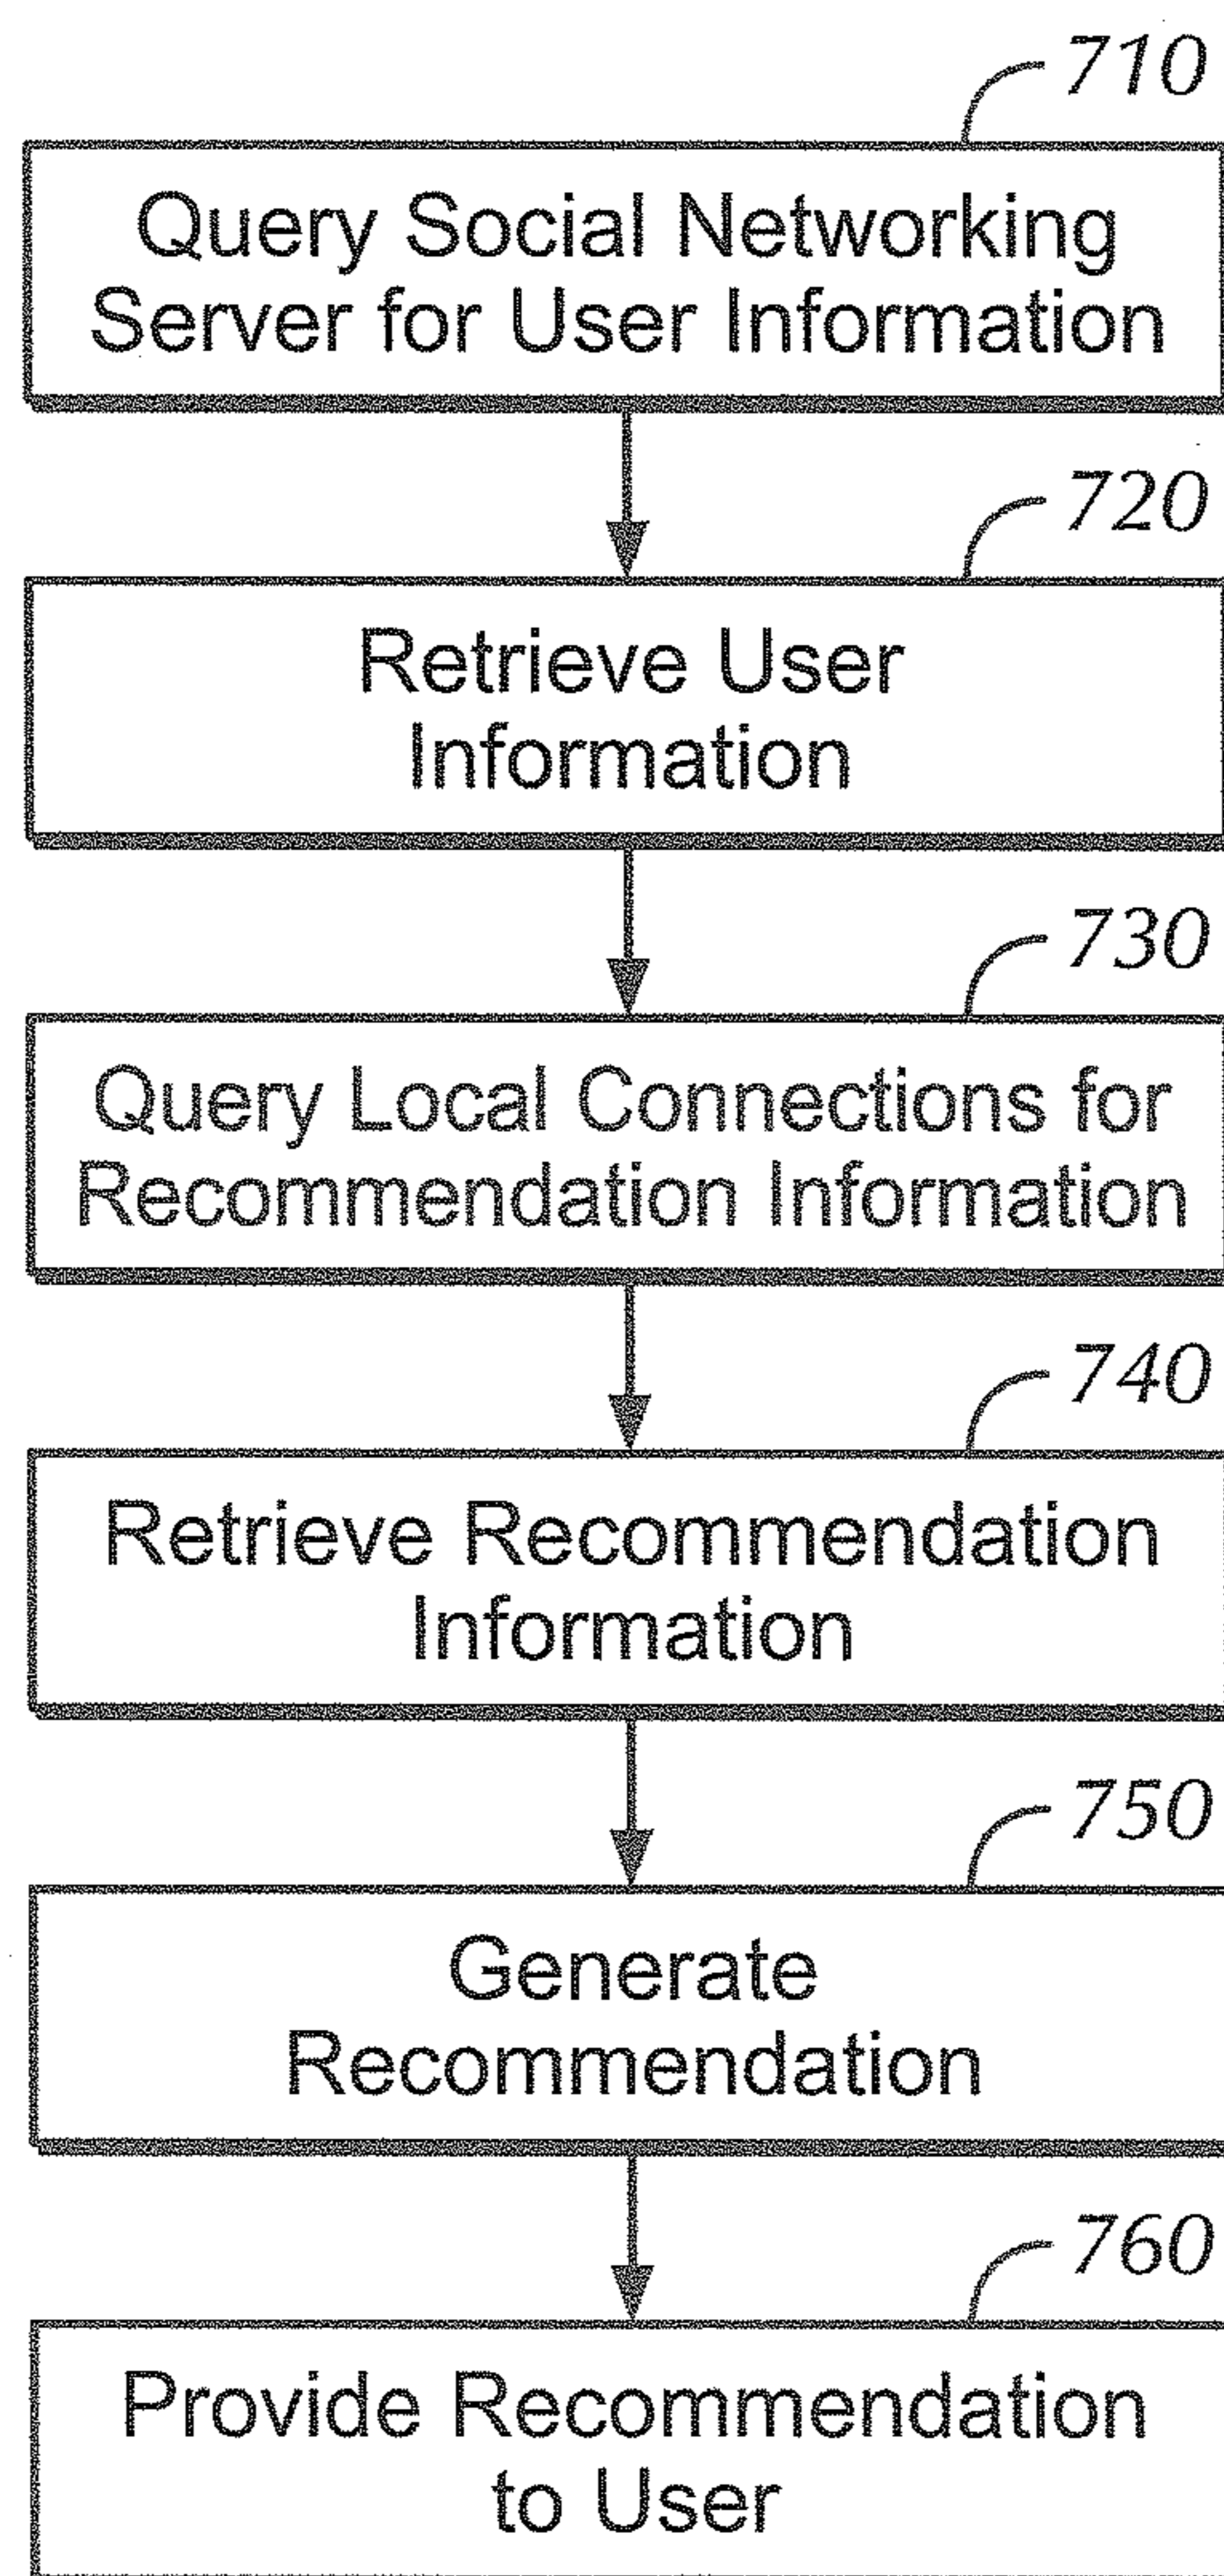 710
Query Social Networking
Server for User Information
720
Retrieve User
Information
730
Query Local Connections for
Recommendation Information
740
Retrieve Recommendation
Information
750
Generate
Recommendation
760
Provide Recommendation
to User